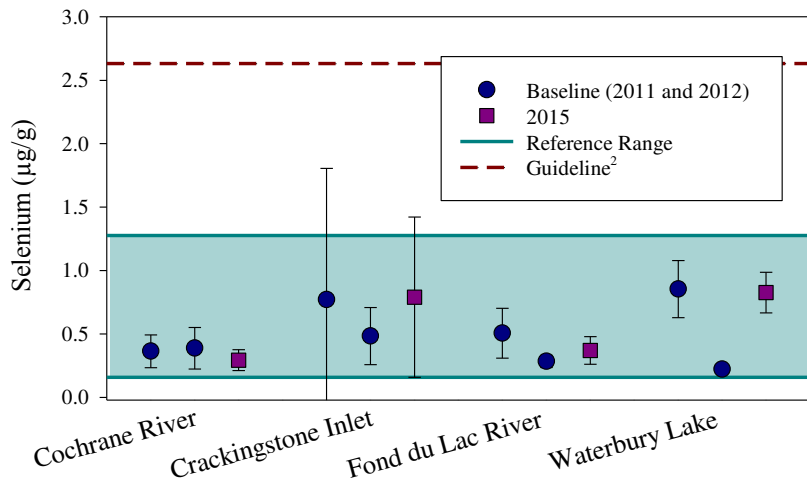 3.0
2.5
2.0
1.5
1.0
0.5
0.0
Selenium (µg/g)
Baseline (2011 and 2012)
2015
Reference Range
Guideline²
Cochrane River
Crackingstone Inlet
Fond du Lac River
Waterbury Lake